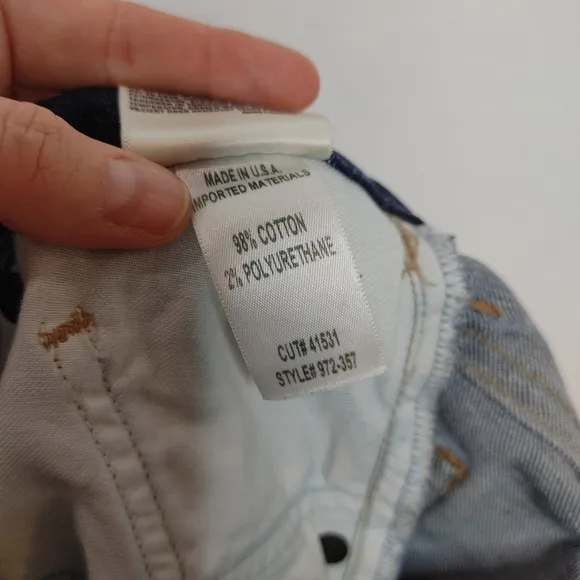 MADE IN U.S.A.
IMPORTED MATERIALS
98% COTTON
2% POLYURETHANE
CUT# 41531
STYLE# 972-357